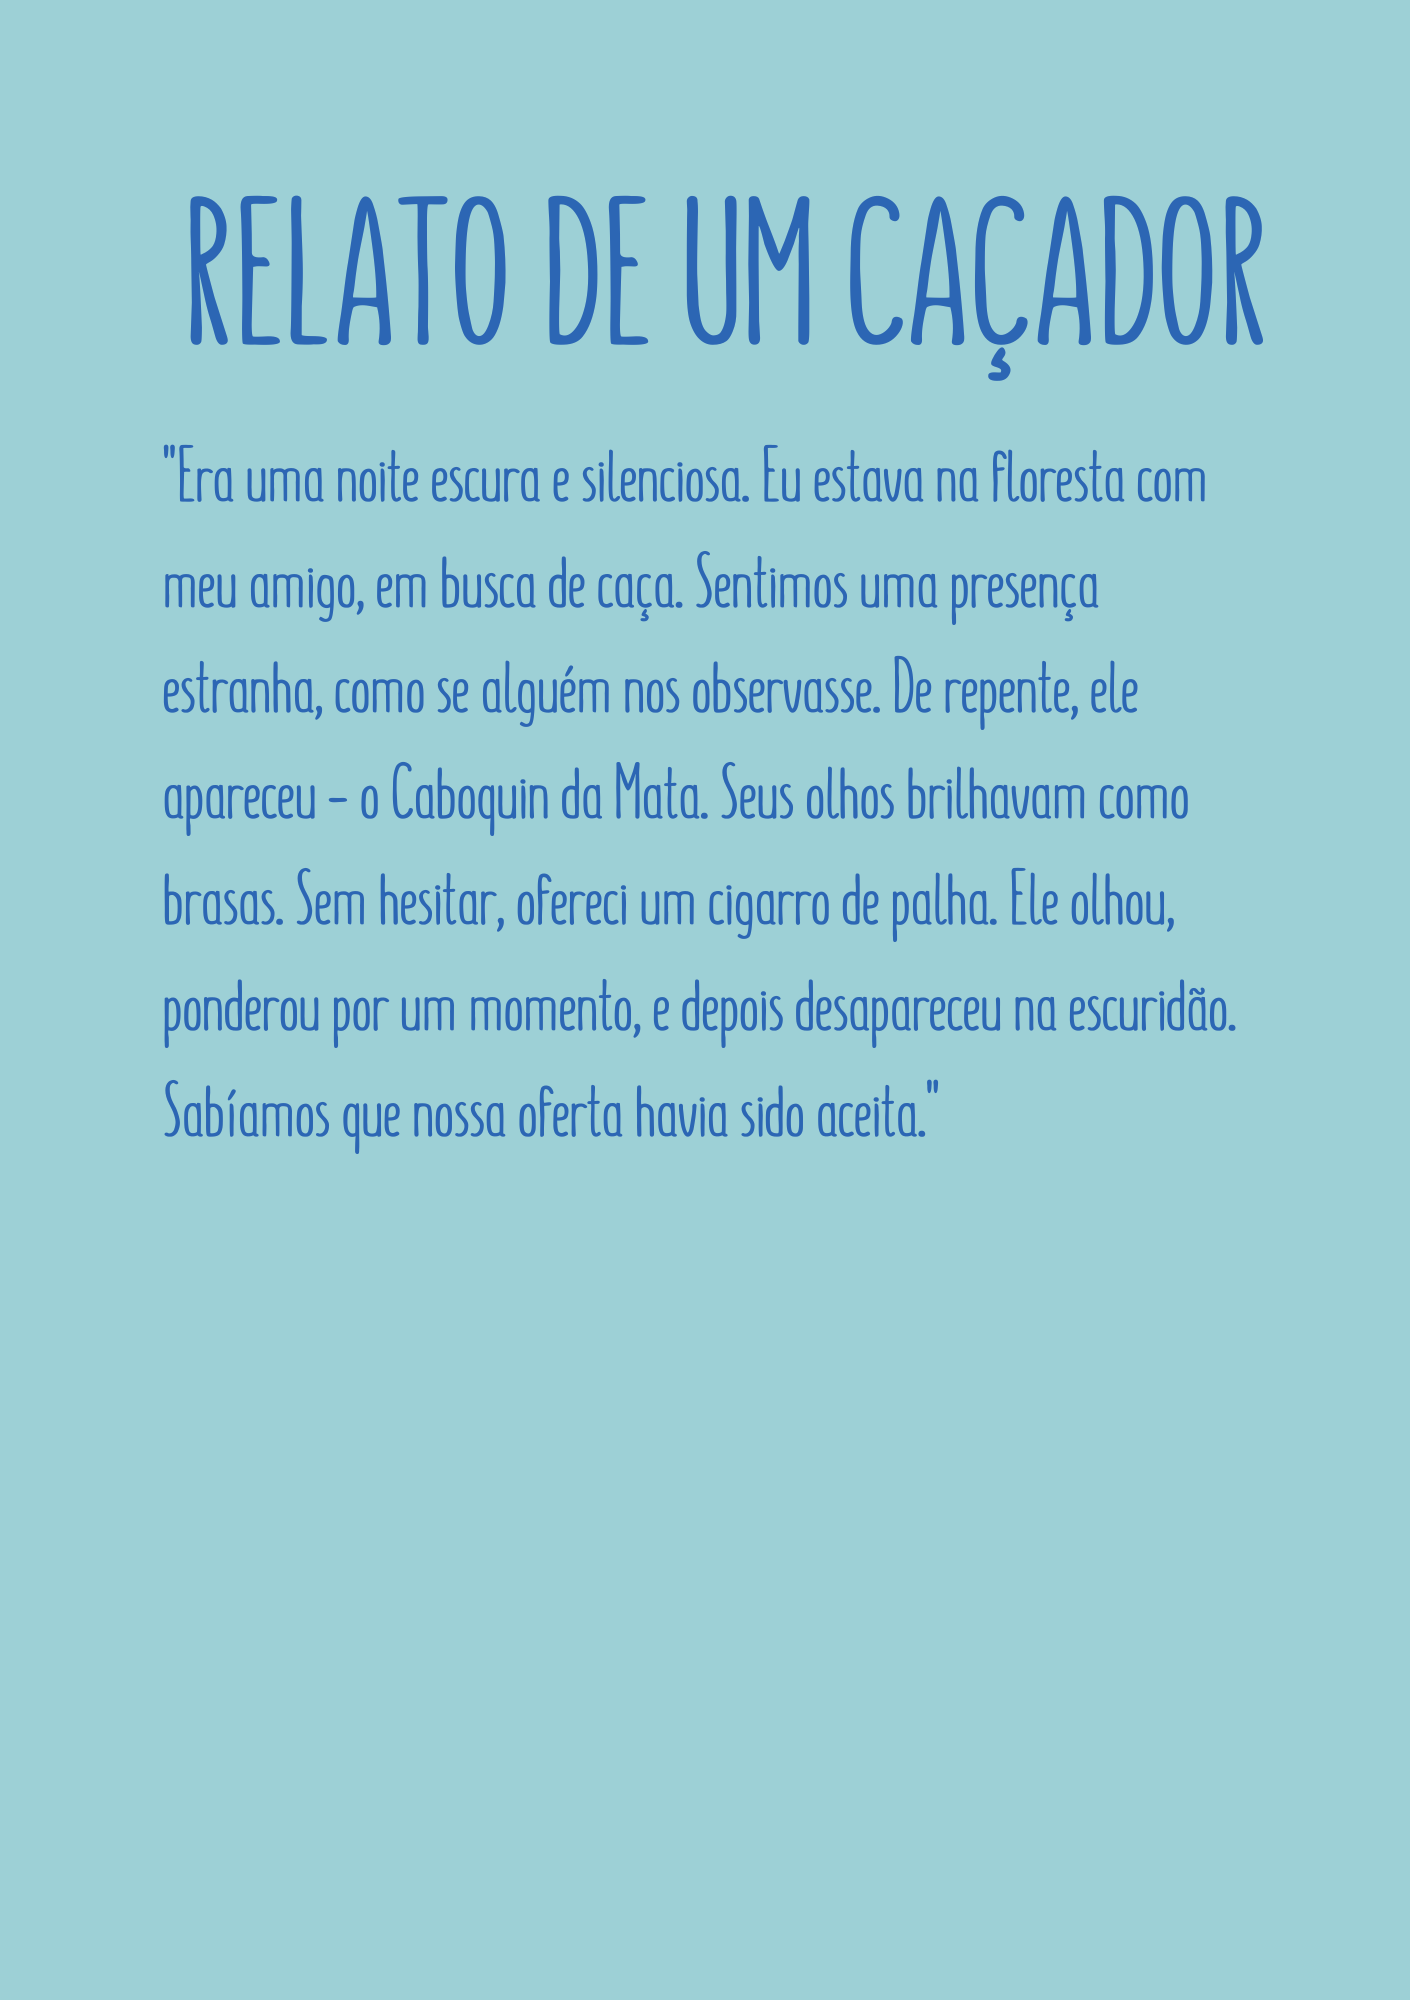 RELATO DE UM CAÇADOR
"Era uma noite escura e silenciosa. Eu estava na floresta com
meu amigo, em busca de caça. Sentimos uma presença
estranha, como se alguém nos observasse. De repente, ele
apareceu – o Caboquin da Mata. Seus olhos brilhavam como
brasas. Sem hesitar, ofereci um cigarro de palha. Ele olhou,
ponderou por um momento, e depois desapareceu na escuridão.
Sabíamos que nossa oferta havia sido aceita."